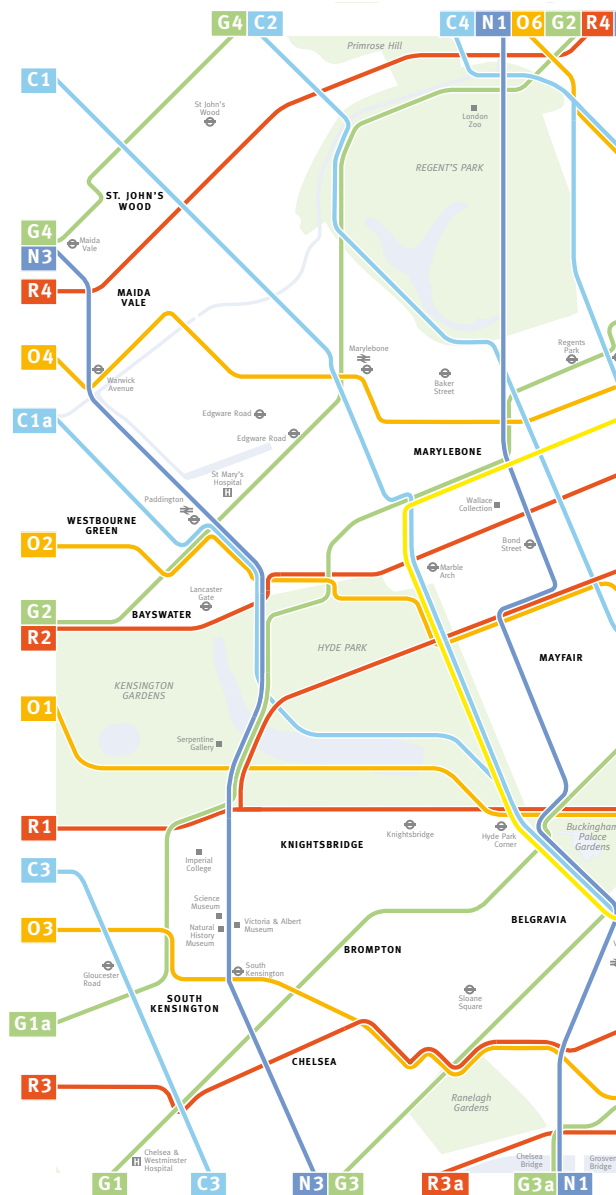 G4 C2
C4 N1 O6 G2 R4
Primrose Hill
C1
St John's
Wood
London
Zoo
REGENT'S PARK
ST. JOHN'S
WOOD
G4
Maida
Vale
N3
R4
MAIDA
VALE
Marylebone
Regents
Park
O4
Warwick
Avenue
Baker
Street
C1a
Edgware Road
Edgware Road
MARYLEBONE
St Mary's
Hospital
H
Paddington
Wallace
Collection
WESTBOURNE
GREEN
O2
Bond
Street
Marble
Arch
Lancaster
Gate
G2
BAYSWATER
R2
HYDE PARK
MAYFAIR
KENSINGTON
GARDENS
O1
Serpentine
Gallery
R1
Knightsbridge
Hyde Park
Corner
Buckingham
Palace
Gardens
KNIGHTSBRIDGE
C3
Imperial
College
Science
Museum
Natural
History
Museum
Victoria & Albert
Museum
BELGRAVIA
O3
BROMPTON
Gloucester
Road
South
Kensington
Sloane
Square
SOUTH
KENSINGTON
G1a
CHELSEA
R3
Ranelagh
Gardens
H
Chelsea &
Westminster
Hospital
Chelsea
Bridge
Bridge
G1
C3
N3 G3
R3a
G3a N1